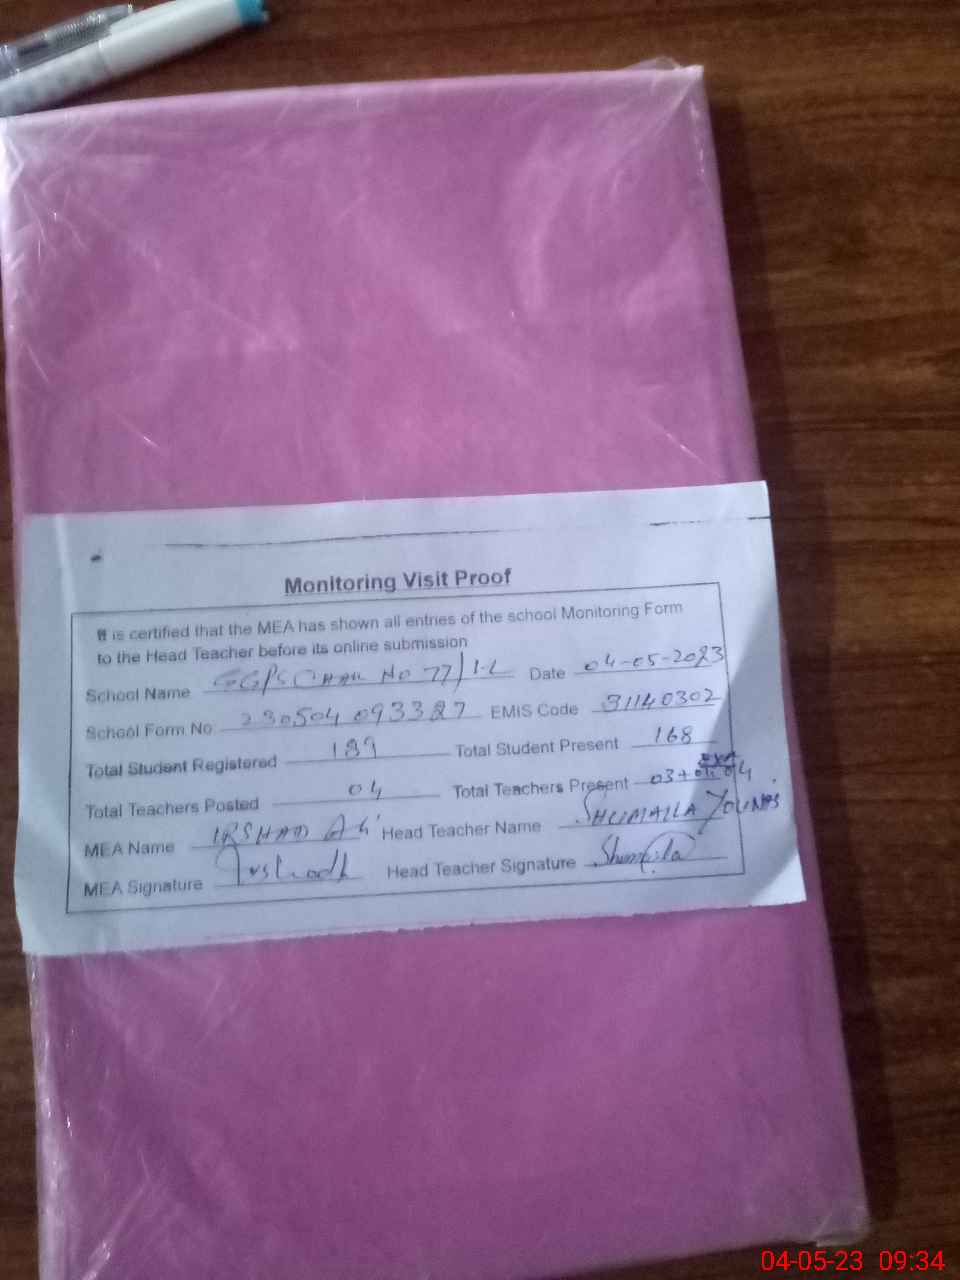 Monitoring Visit Proof
It is certified that the MEA has shown all entries of the school Monitoring Form
to the Head Teacher before its online submission
School Name GGPS CHAK NO 77/1-L Date 04-05-2023
School Form No 230504093327 EMIS Code 31140302
Total Student Registered 189 Total Student Present 168
Total Teachers Posted 04 Total Teachers Present 03+01 04
MEA Name IRSHAD Ali Head Teacher Name SHUMAILA YOUNAS
MEA Signature Irshad Head Teacher Signature Shumaila
04-05-23 09:34